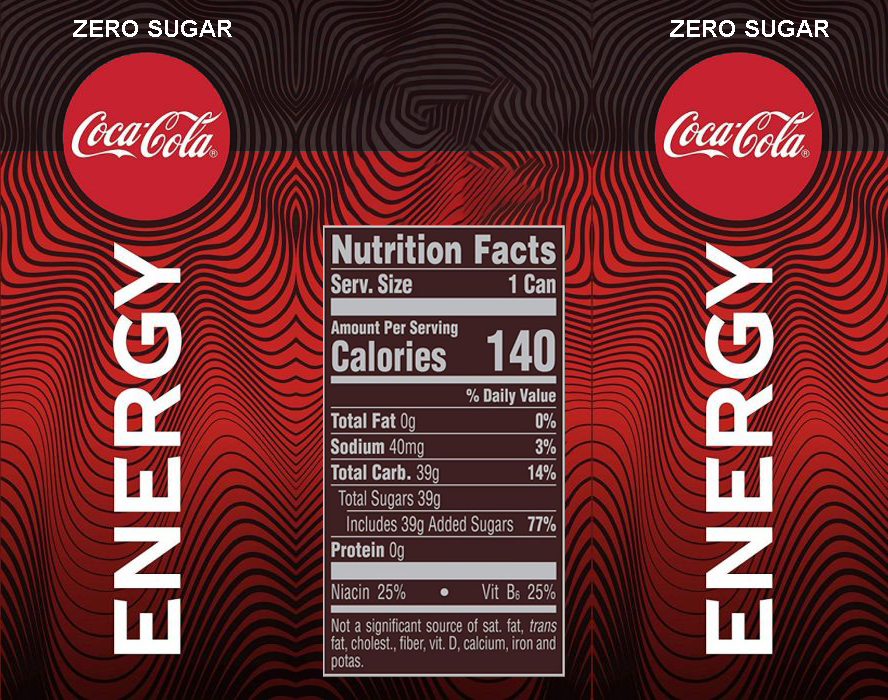 ZERO SUGAR
Coca-Cola®
ENERGY
Nutrition Facts
Serv. Size 1 Can
Amount Per Serving
Calories 140
% Daily Value
Total Fat 0g 0%
Sodium 40mg 3%
Total Carb. 39g 14%
Total Sugars 39g
Includes 39g Added Sugars 77%
Protein 0g
Niacin 25% • Vit B₆ 25%
Not a significant source of sat. fat, trans
fat, cholest., fiber, vit. D, calcium, iron and
potas.
ZERO SUGAR
Coca-Cola®
ENERGY